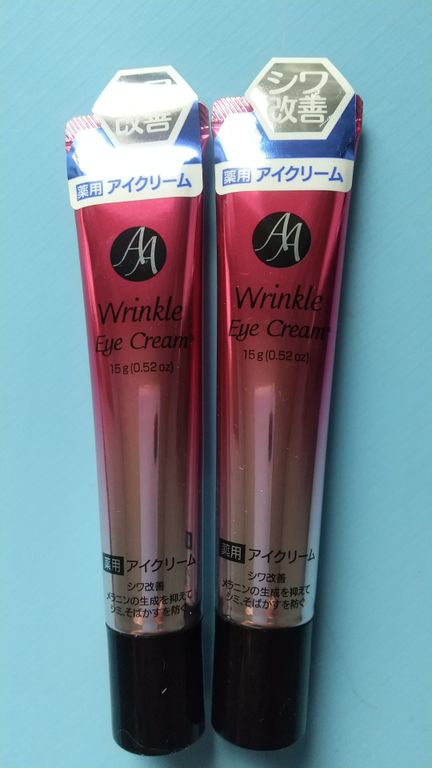 シワ
改善
薬用 アイクリーム
AA
Wrinkle
Eye Cream
15g(0.52oz)
薬用 アイクリーム
シワ改善
メラニンの生成を抑えて
シミ、そばかすを防ぐ
シワ
改善
薬用 アイクリーム
AA
Wrinkle
Eye Cream
15g(0.52oz)
薬用 アイクリーム
シワ改善
メラニンの生成を抑えて
シミ、そばかすを防ぐ